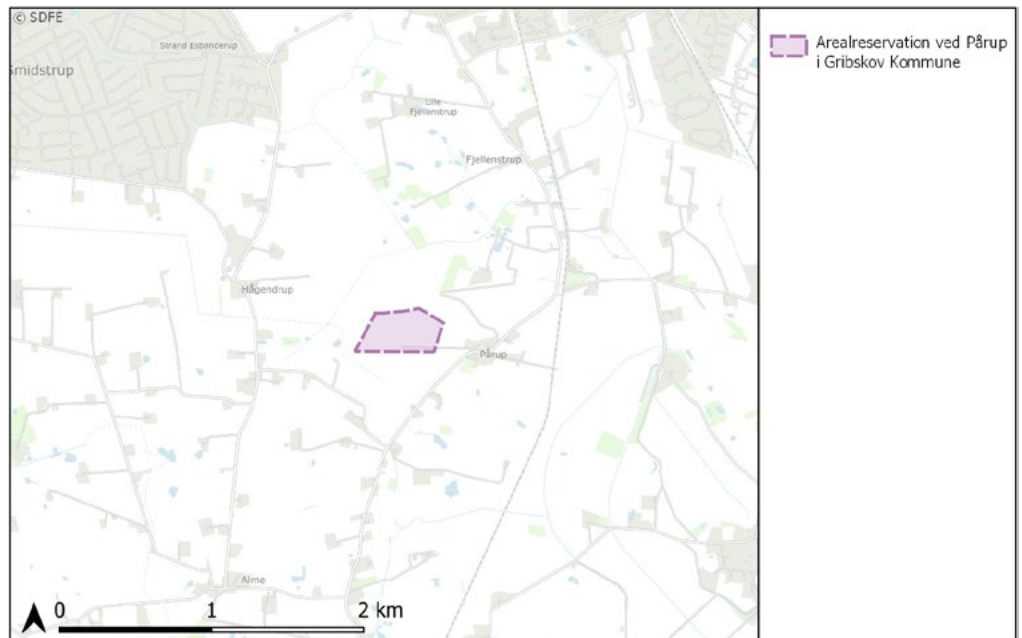 © SDFE
Strand Esbønderup
Smidstrup
Lille
Fjellenstrup
Fjellenstrup
Hågendrup
Pårup
Alme
0 1 2 km
Arealreservation ved Pårup
i Gribskov Kommune